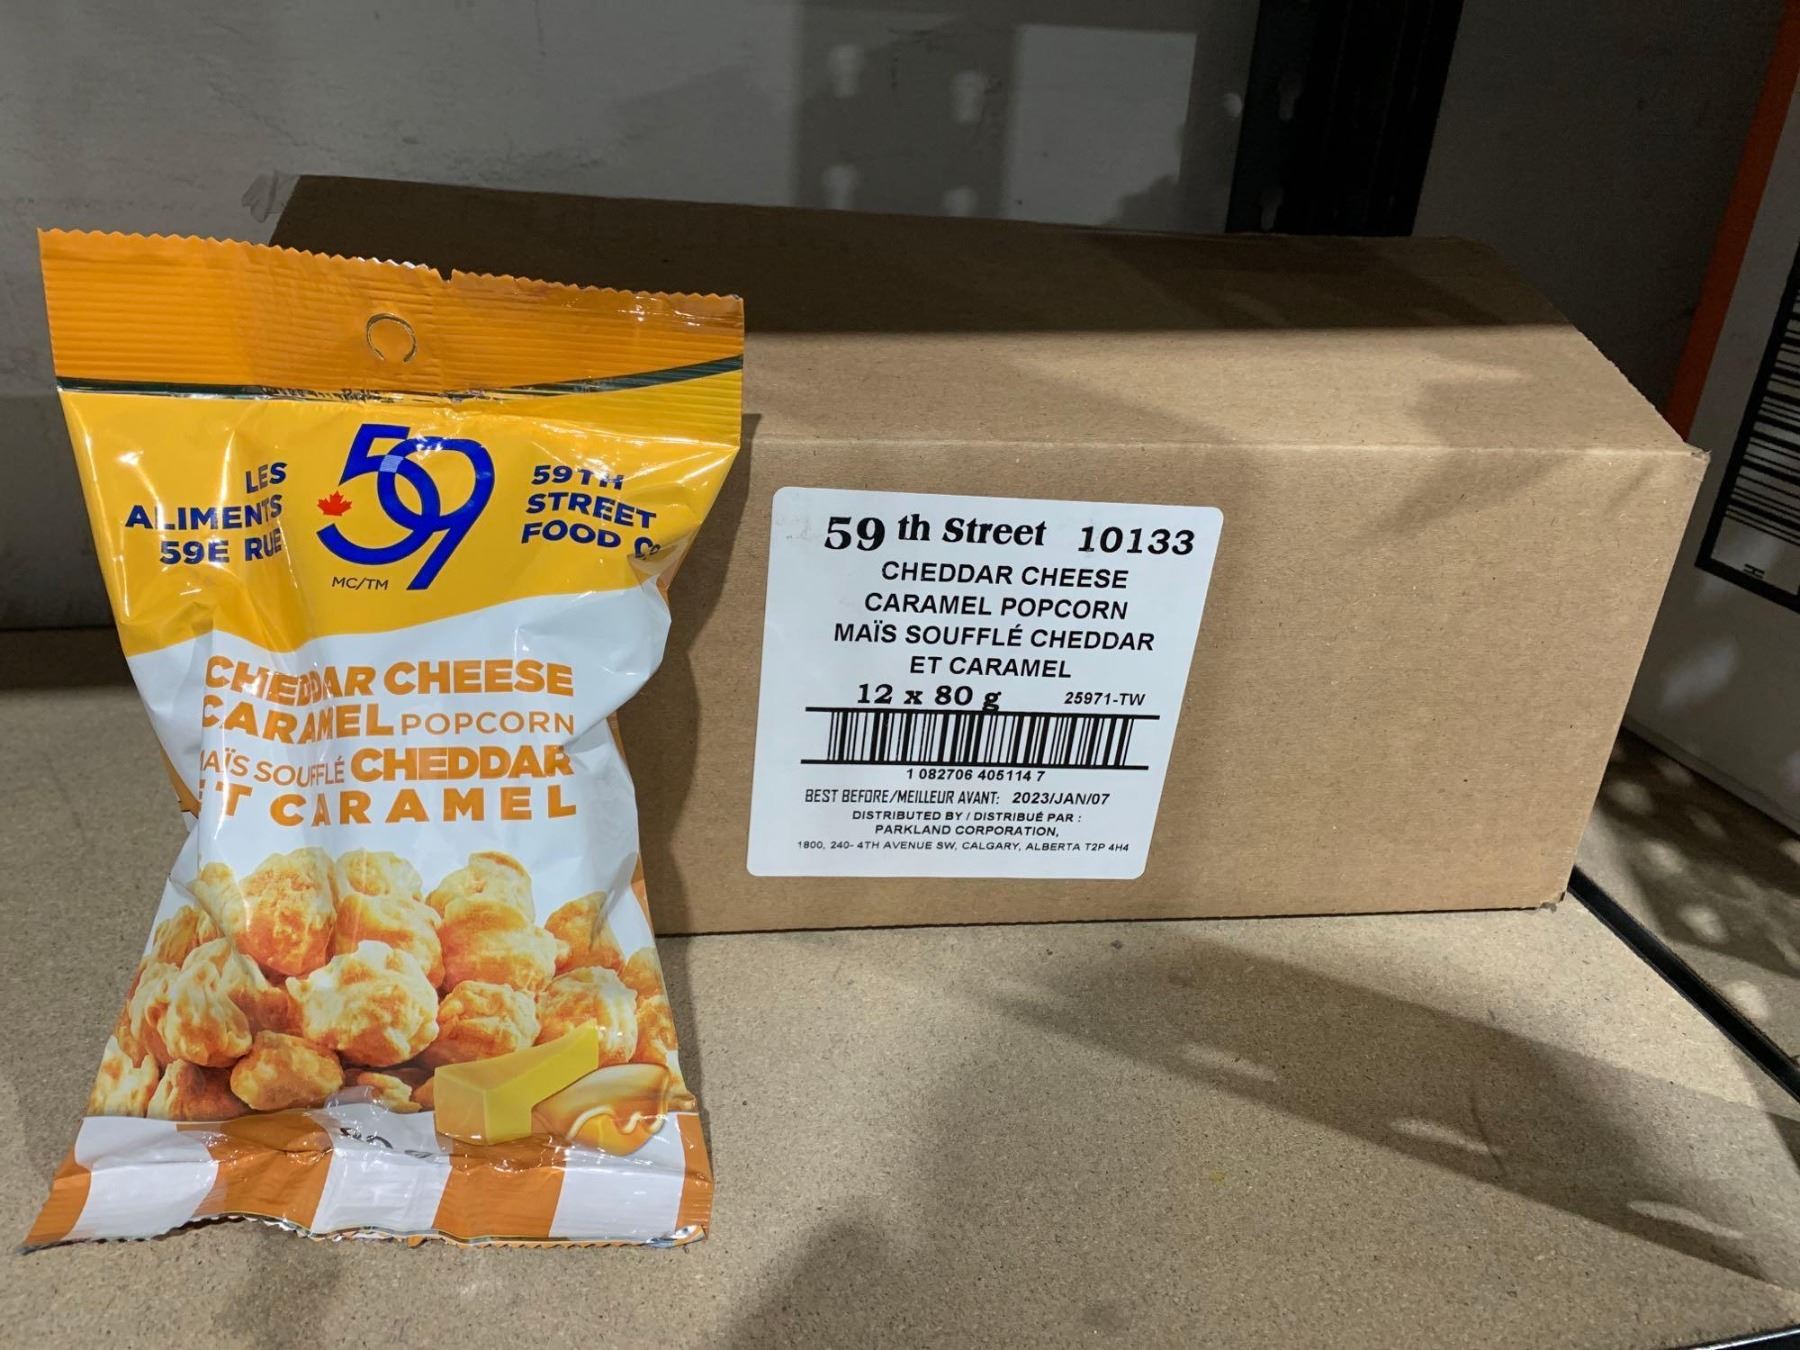 LES
ALIMENTS
59E RUE
59
MC/TM
59TH
STREET
FOOD Co
CHEDDAR CHEESE
CARAMEL POPCORN
MAÏS SOUFFLÉ CHEDDAR
ET CARAMEL
59 th Street 10133
CHEDDAR CHEESE
CARAMEL POPCORN
MAÏS SOUFFLÉ CHEDDAR
ET CARAMEL
12 x 80 g 25971-TW
1 082706 405114 7
BEST BEFORE/MEILLEUR AVANT: 2023/JAN/07
DISTRIBUTED BY / DISTRIBUÉ PAR :
PARKLAND CORPORATION,
1800, 240- 4TH AVENUE SW, CALGARY, ALBERTA T2P 4H4
H